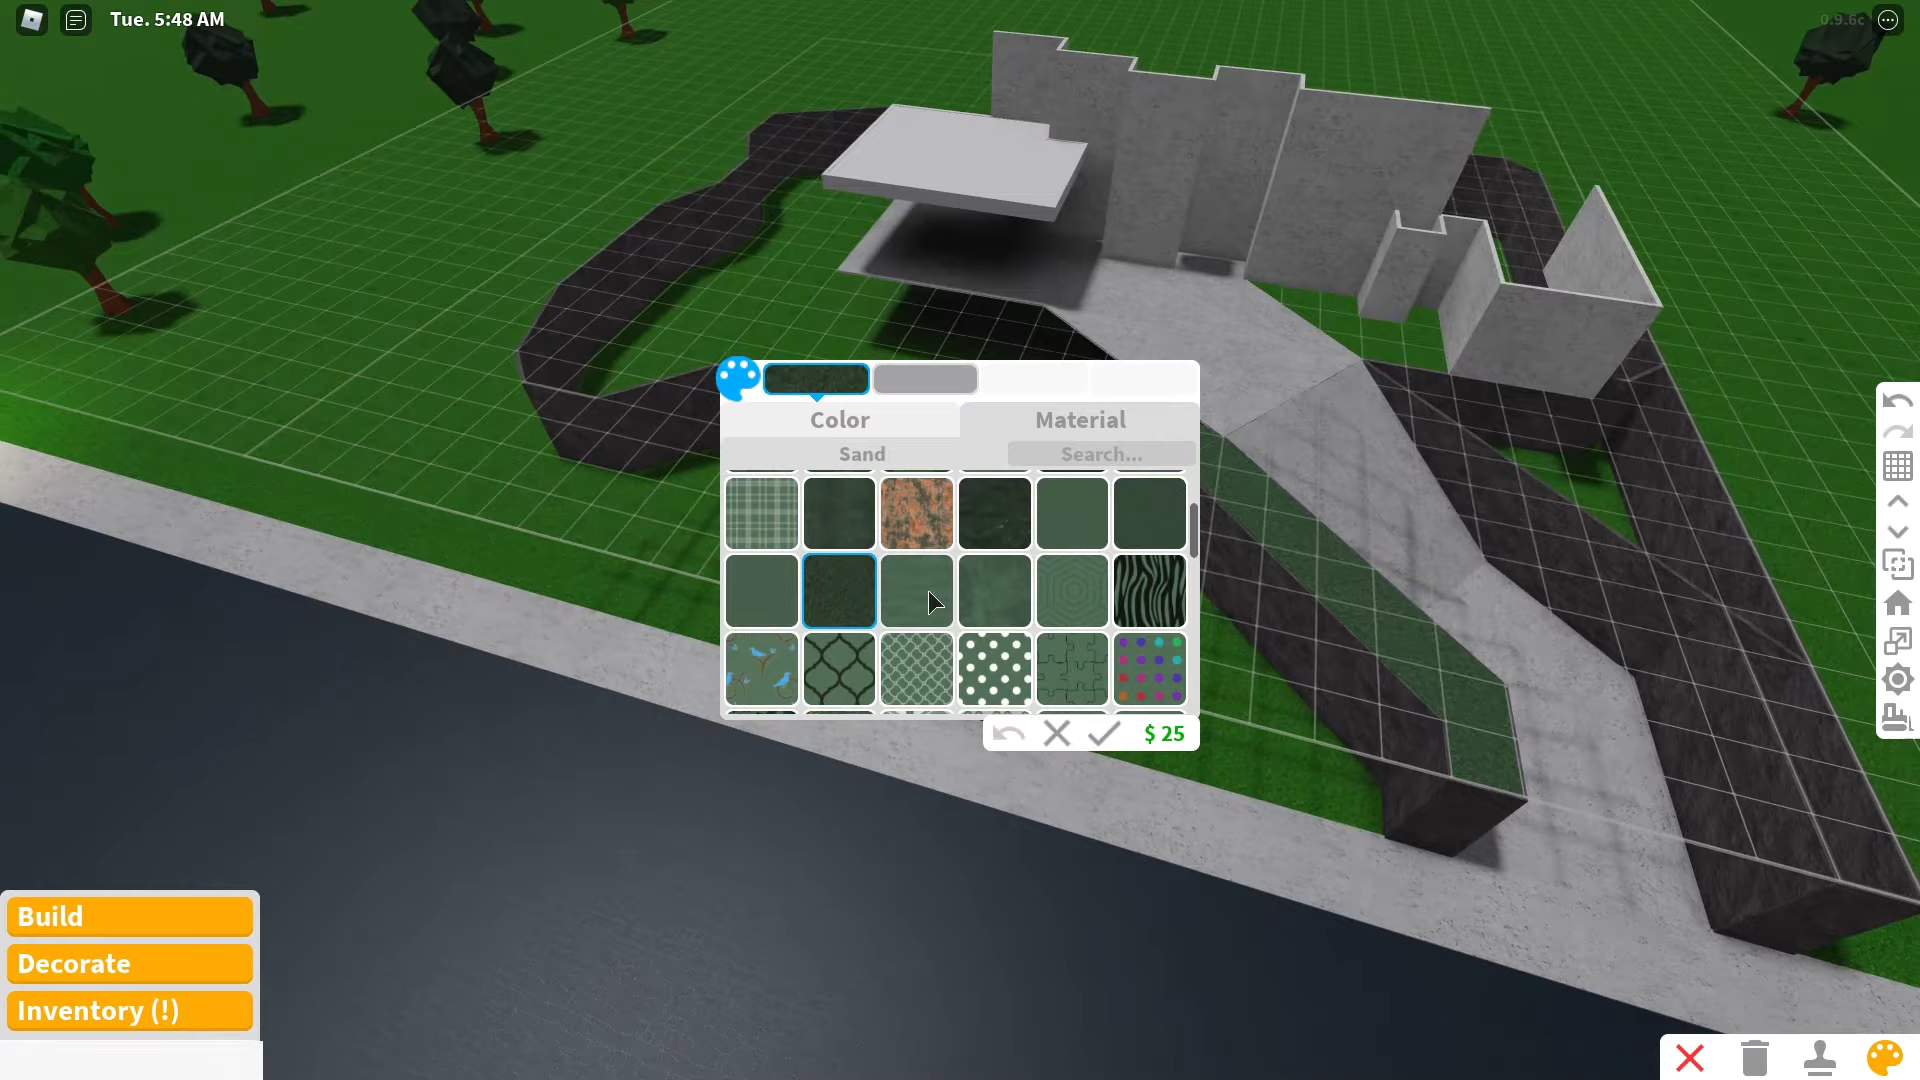 Tue. 5:48 AM
0.9.6c
Color
Material
Sand
Search...
$ 25
Build
Decorate
Inventory (!)